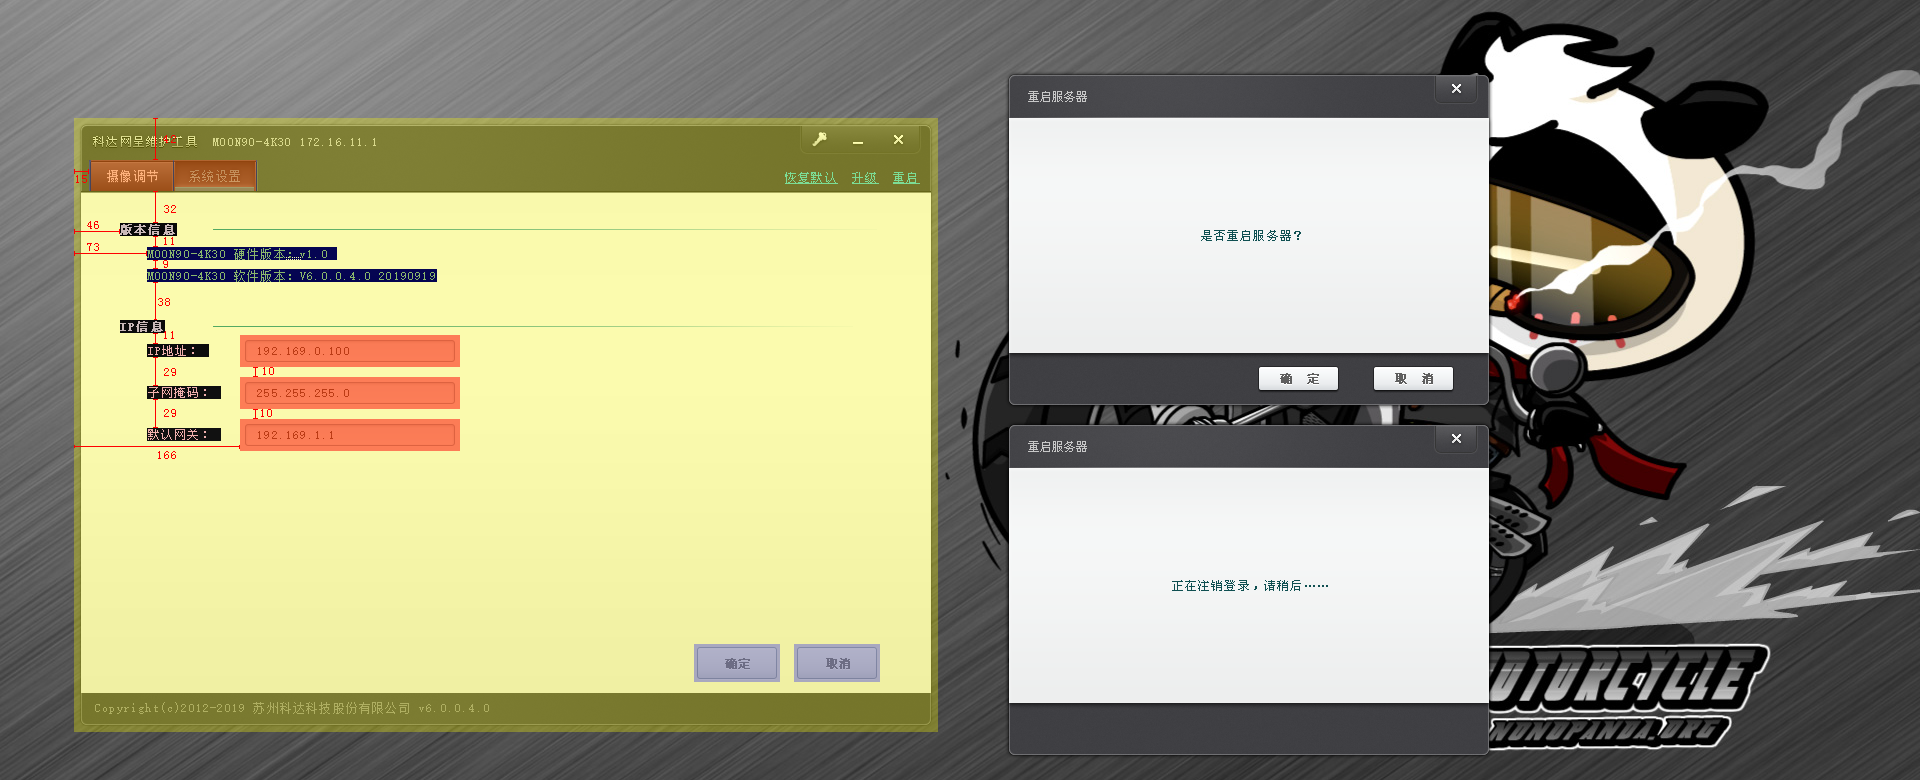 科达网呈维护工具 MOON90-4K30 172.16.11.1
15
摄像调节 系统设置
恢复默认 升级 重启
32
46
版本信息
11
73
MOON90-4K30 硬件版本：v1.0
9
MOON90-4K30 软件版本：V6.0.0.4.0 20190919
38
IP信息
11
IP地址： 192.169.0.100
29
10
子网掩码： 255.255.255.0
29
10
默认网关： 192.169.1.1
166
确定 取消
Copyright(c)2012-2019 苏州科达科技股份有限公司 v6.0.0.4.0
重启服务器
是否重启服务器？
确 定 取 消
重启服务器
正在注销登录，请稍后……
MOTORCYCLE
NONOPANDA.ORG